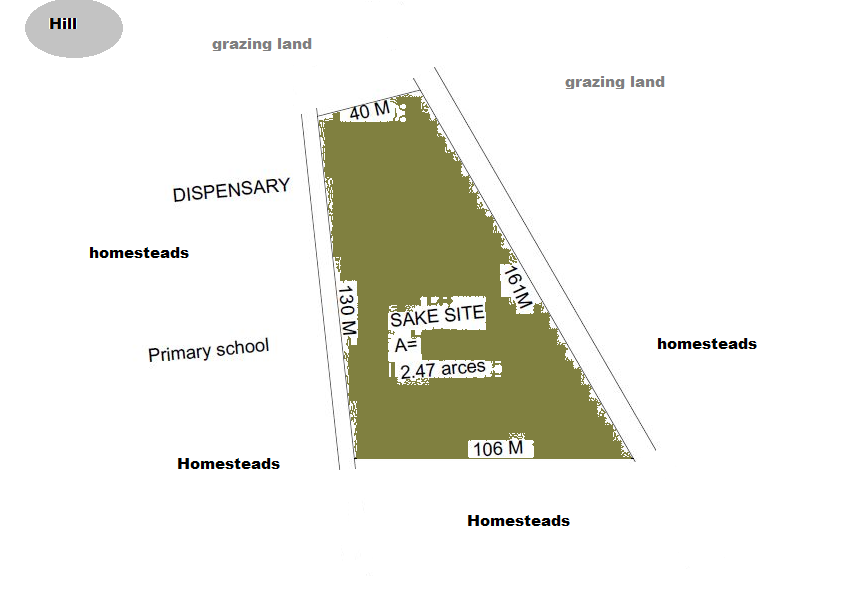 Hill
grazing land
grazing land
40 M
DISPENSARY
homesteads
161M
130 M
SAKE SITE
A=
2.47 arces
Primary school
homesteads
106 M
Homesteads
Homesteads